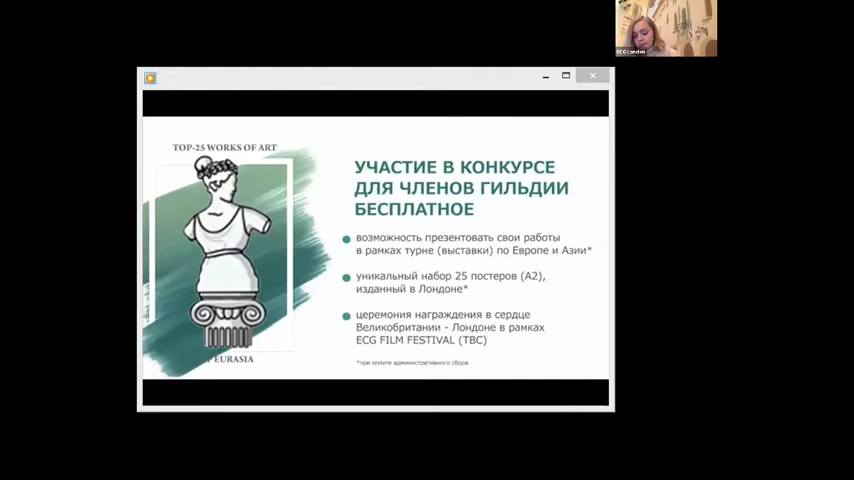 ECG London
TOP-25 WORKS OF ART
EURASIA
УЧАСТИЕ В КОНКУРСЕ
ДЛЯ ЧЛЕНОВ ГИЛЬДИИ
БЕСПЛАТНОЕ
возможность презентовать свои работы
в рамках турне (выставки) по Европе и Азии*
уникальный набор 25 постеров (А2),
изданный в Лондоне*
церемония награждения в сердце
Великобритании - Лондоне в рамках
ECG FILM FESTIVAL (TBC)
*при оплате административного сбора